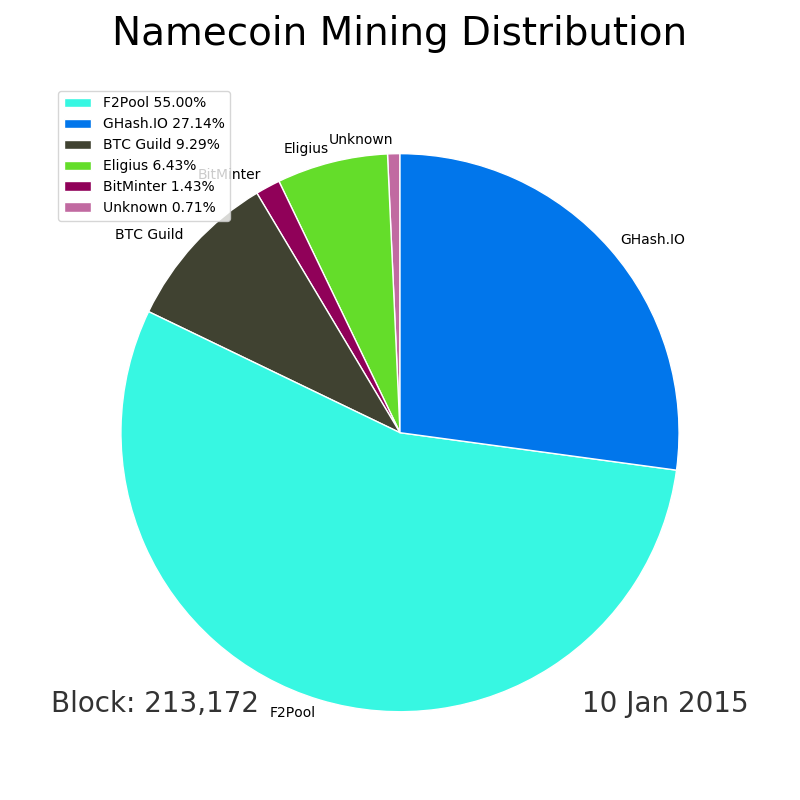 Namecoin Mining Distribution
F2Pool 55.00%
GHash.IO 27.14%
BTC Guild 9.29%
Eligius 6.43%
BitMinter 1.43%
Unknown 0.71%
Unknown
Eligius
BitMinter
BTC Guild
GHash.IO
F2Pool
Block: 213,172
10 Jan 2015